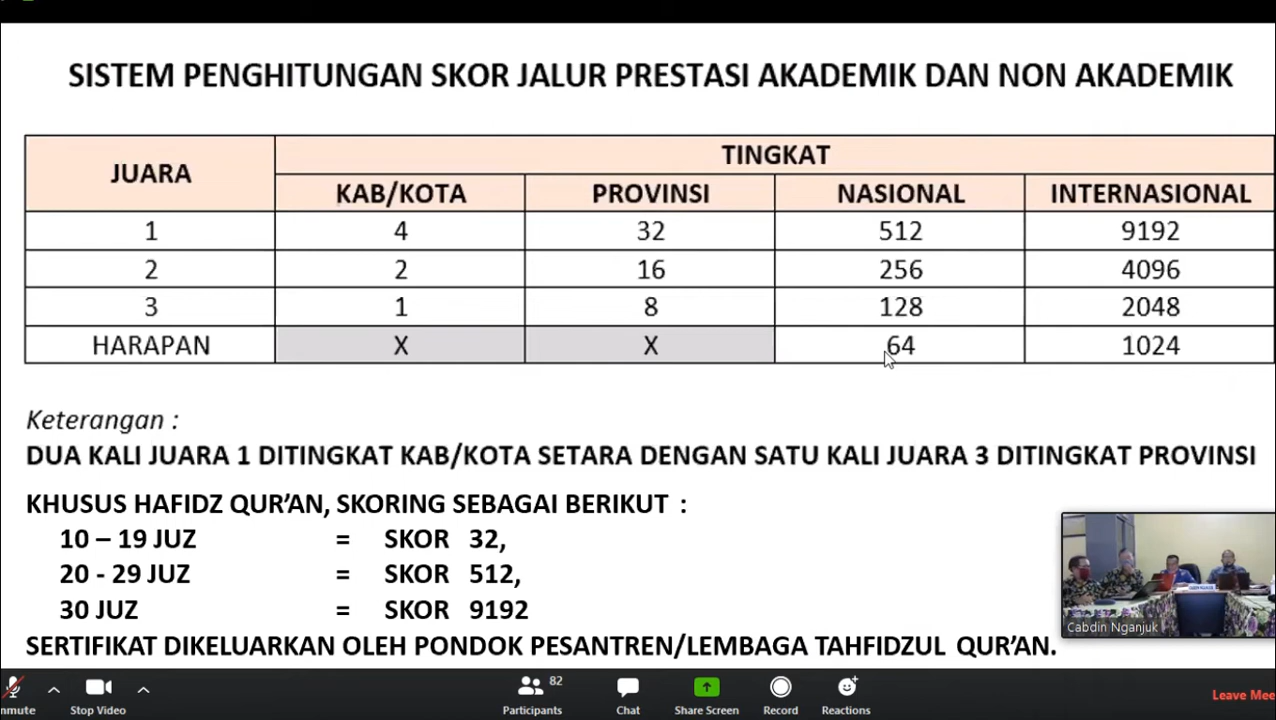 SISTEM PENGHITUNGAN SKOR JALUR PRESTASI AKADEMIK DAN NON AKADEMIK
JUARA TINGKAT
KAB/KOTA PROVINSI NASIONAL INTERNASIONAL
1 4 32 512 9192
2 2 16 256 4096
3 1 8 128 2048
HARAPAN X X 64 1024
Keterangan :
DUA KALI JUARA 1 DITINGKAT KAB/KOTA SETARA DENGAN SATU KALI JUARA 3 DITINGKAT PROVINSI
KHUSUS HAFIDZ QUR’AN, SKORING SEBAGAI BERIKUT :
10 – 19 JUZ = SKOR 32,
20 - 29 JUZ = SKOR 512,
30 JUZ = SKOR 9192
SERTIFIKAT DIKELUARKAN OLEH PONDOK PESANTREN/LEMBAGA TAHFIDZUL QUR’AN.
Cabdin Nganjuk
82
nmute Stop Video Participants Chat Share Screen Record Reactions Leave Mee